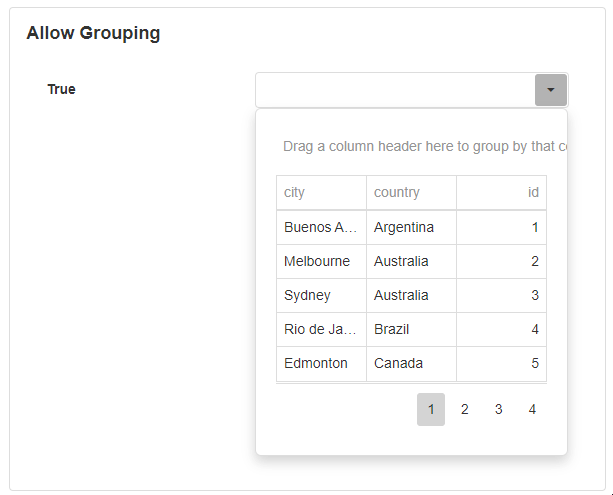 Allow Grouping
True
Drag a column header here to group by that c
city country id
Buenos A... Argentina 1
Melbourne Australia 2
Sydney Australia 3
Rio de Ja... Brazil 4
Edmonton Canada 5
1 2 3 4